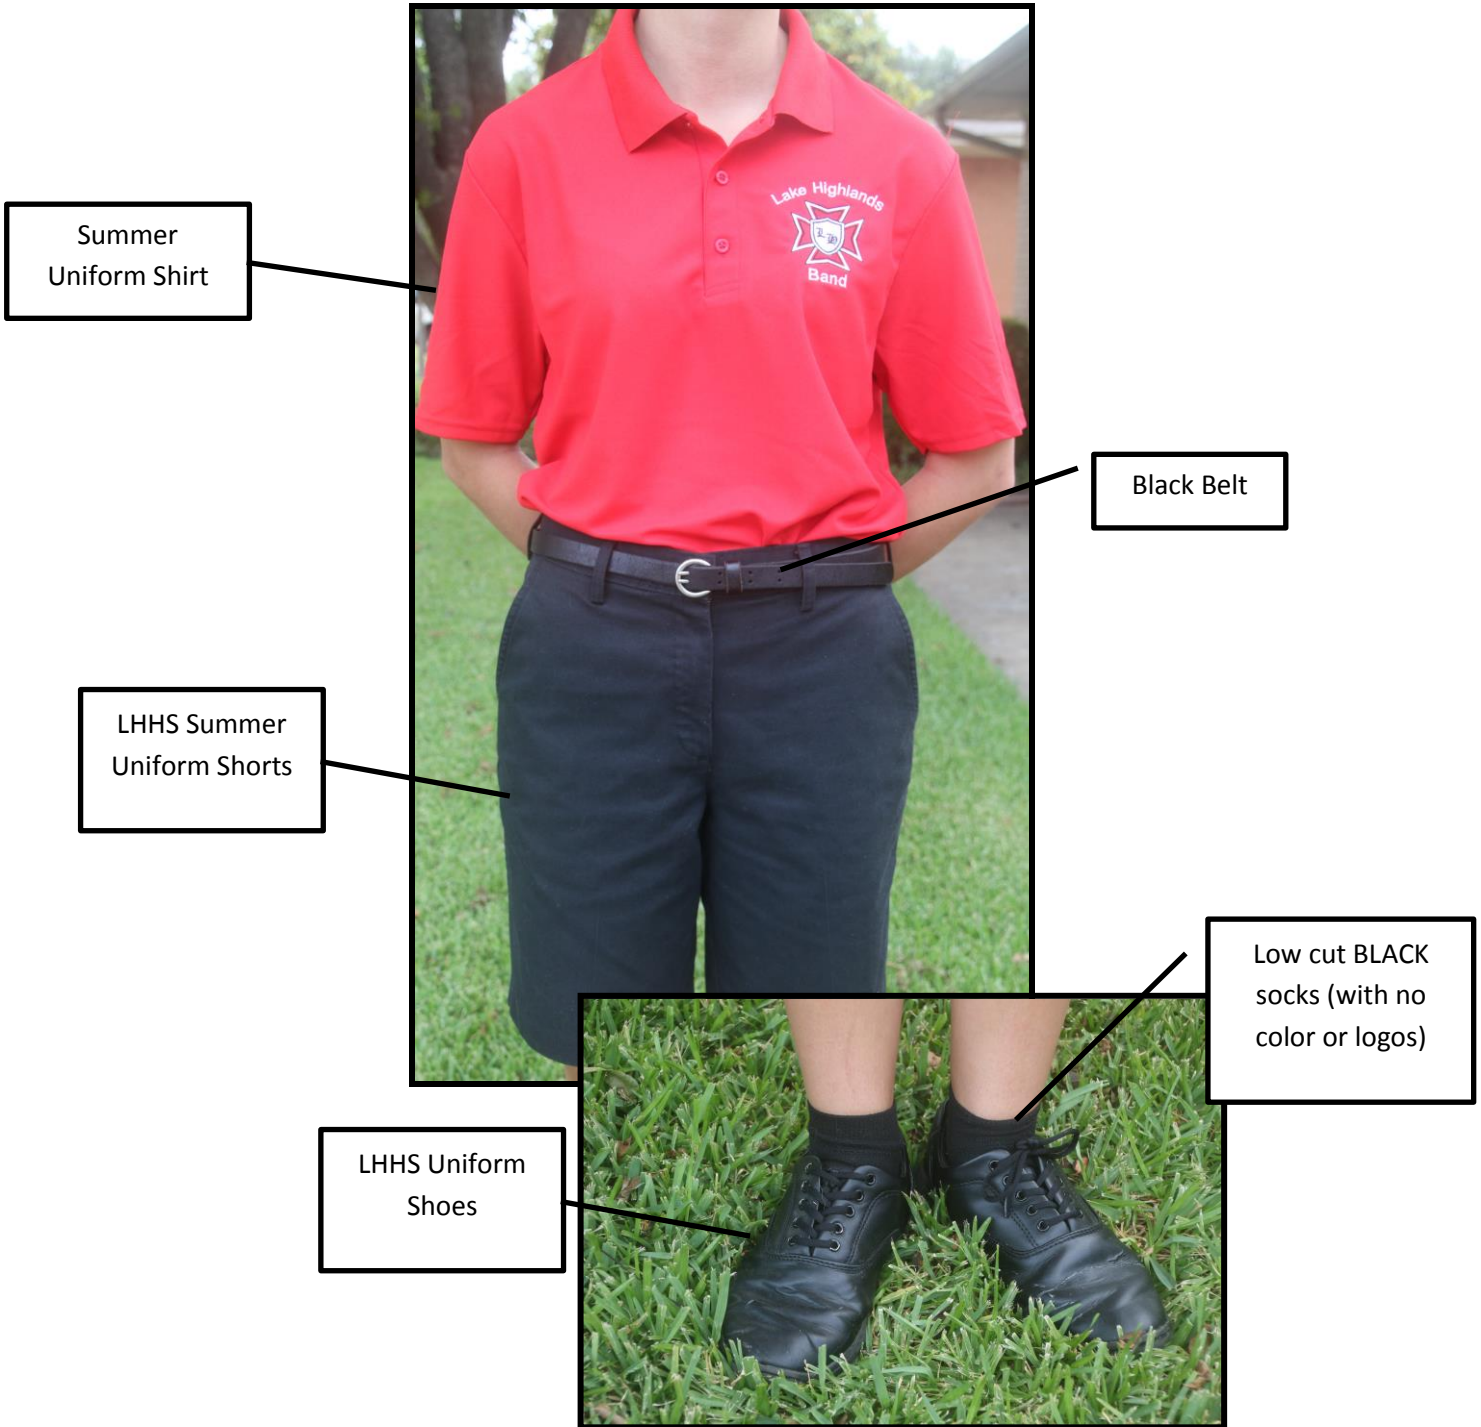 Lake Highlands
LH
Band
Summer
Uniform Shirt
Black Belt
LHHS Summer
Uniform Shorts
Low cut BLACK
socks (with no
color or logos)
LHHS Uniform
Shoes